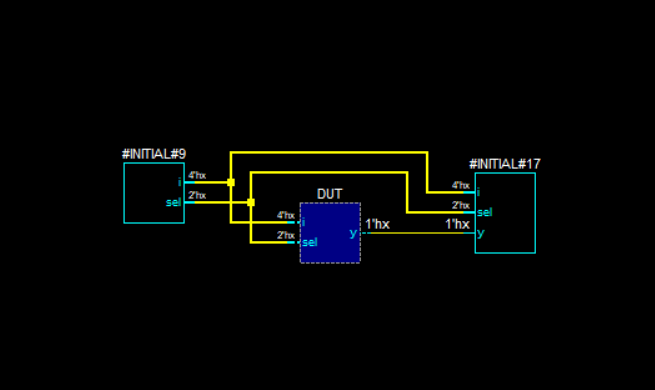 #INITIAL#9
i
4'hx
sel
2'hx
DUT
4'hx
i
2'hx
sel
y
1'hx
#INITIAL#17
4'hx
i
2'hx
sel
1'hx
y